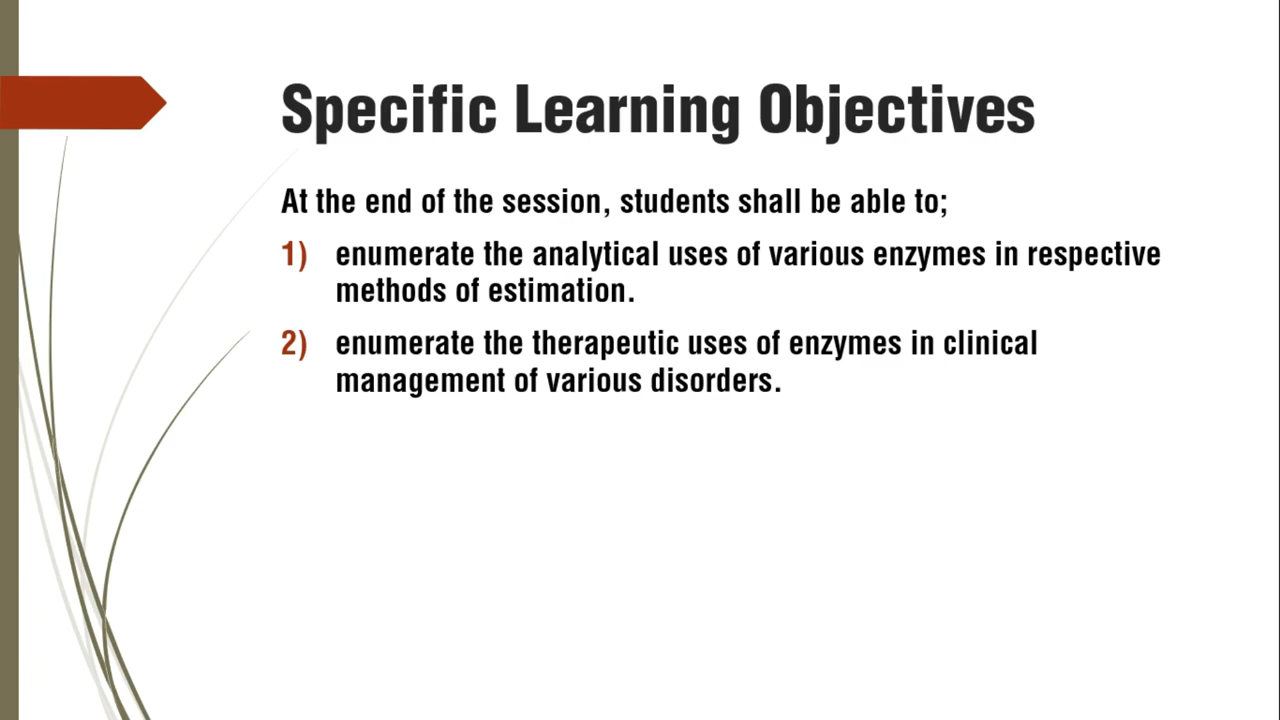 Specific Learning Objectives
At the end of the session, students shall be able to;
1) enumerate the analytical uses of various enzymes in respective
methods of estimation.
2) enumerate the therapeutic uses of enzymes in clinical
management of various disorders.